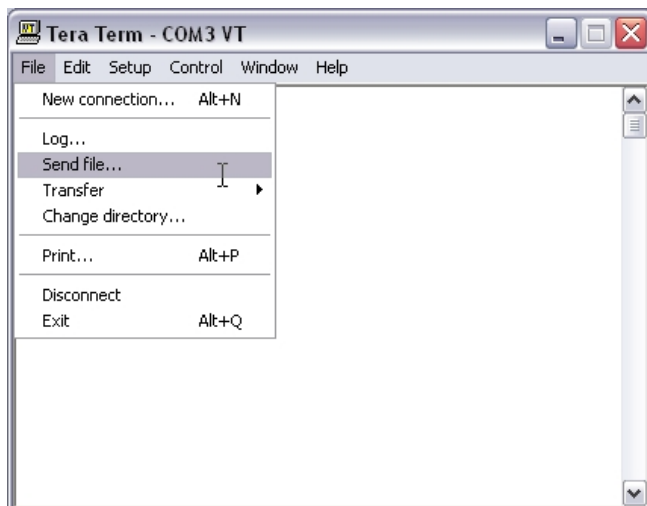 VT Tera Term - COM3 VT
File Edit Setup Control Window Help
New connection... Alt+N
Log...
Send file...
Transfer
Change directory...
Print... Alt+P
Disconnect
Exit Alt+Q